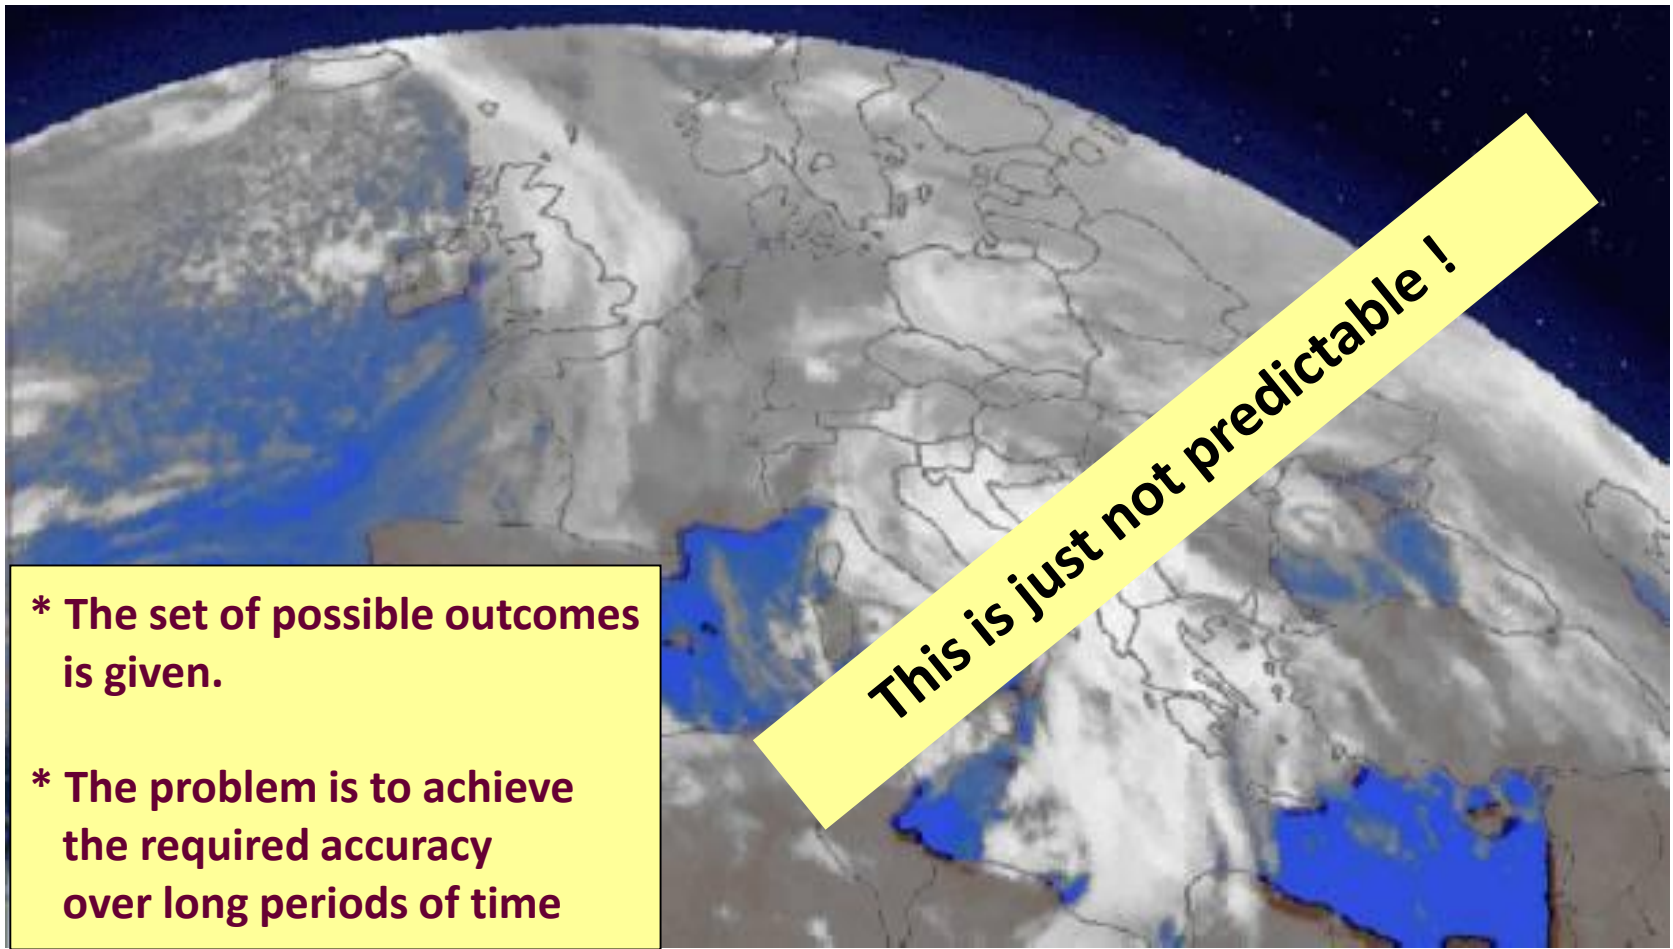 This is just not predictable !
* The set of possible outcomes
is given.
* The problem is to achieve
the required accuracy
over long periods of time